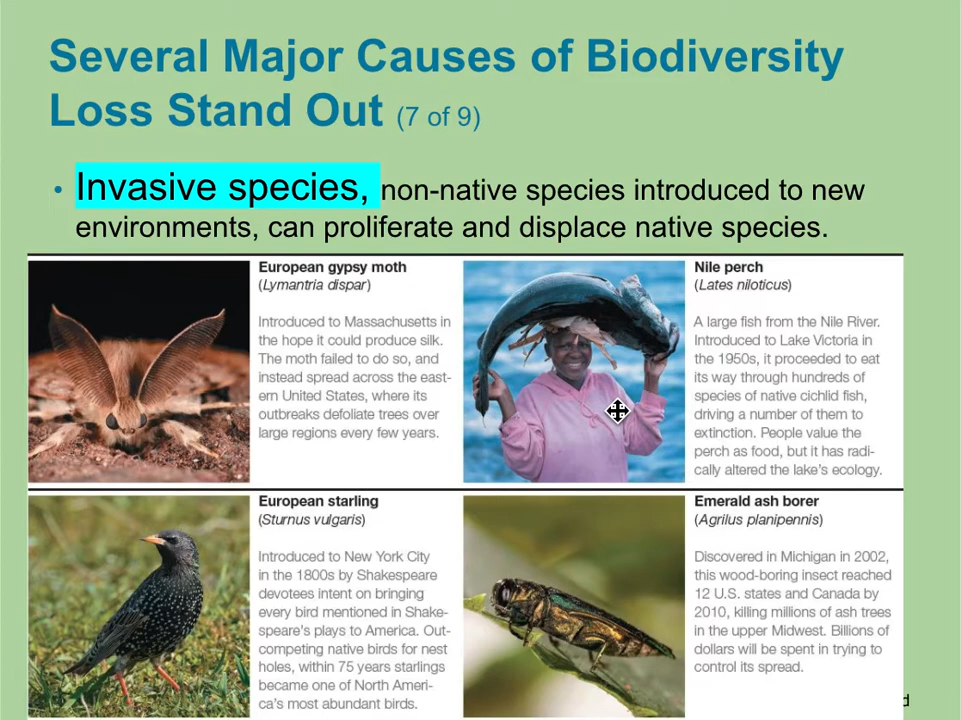 Several Major Causes of Biodiversity
Loss Stand Out (7 of 9)
• Invasive species, non-native species introduced to new
environments, can proliferate and displace native species.
European gypsy moth
(Lymantria dispar)
Introduced to Massachusetts in
the hope it could produce silk.
The moth failed to do so, and
instead spread across the east-
ern United States, where its
outbreaks defoliate trees over
large regions every few years.
Nile perch
(Lates niloticus)
A large fish from the Nile River.
Introduced to Lake Victoria in
the 1950s, it proceeded to eat
its way through hundreds of
species of native cichlid fish,
driving a number of them to
extinction. People value the
perch as food, but it has radi-
cally altered the lake's ecology.
European starling
(Sturnus vulgaris)
Introduced to New York City
in the 1800s by Shakespeare
devotees intent on bringing
every bird mentioned in Shake-
speare's plays to America. Out-
competing native birds for nest
holes, within 75 years starlings
became one of North Ameri-
ca's most abundant birds.
Emerald ash borer
(Agrilus planipennis)
Discovered in Michigan in 2002,
this wood-boring insect reached
12 U.S. states and Canada by
2010, killing millions of ash trees
in the upper Midwest. Billions of
dollars will be spent in trying to
control its spread.